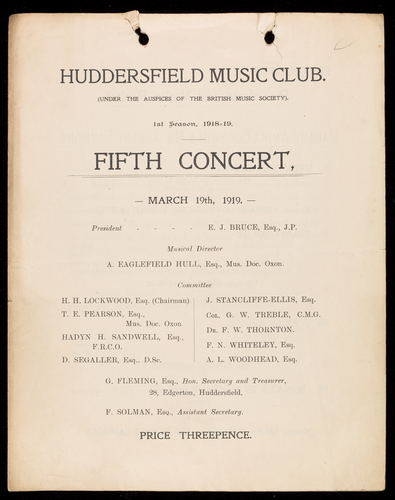 HUDDERSFIELD MUSIC CLUB.
(UNDER THE AUSPICES OF THE BRITISH MUSIC SOCIETY).
1st Season, 1918-19.
FIFTH CONCERT,
— MARCH 19th, 1919. —
President - - - - E. J. BRUCE, Esq., J.P.
Musical Director
A. EAGLEFIELD HULL, Esq., Mus. Doc. Oxon.
Committee
H. H. LOCKWOOD, Esq. (Chairman)
T. E. PEARSON, Esq.,
Mus. Doc. Oxon.
HADYN H. SANDWELL, Esq.,
F.R.C.O.
D. SEGALLER, Esq., D.Sc.
J. STANCLIFFE-ELLIS, Esq.
COL. G. W. TREBLE, C.M.G.
DR. F. W. THORNTON.
F. N. WHITELEY, Esq.
A. L. WOODHEAD, Esq.
G. FLEMING, Esq., Hon. Secretary and Treasurer,
28, Edgerton, Huddersfield.
F. SOLMAN, Esq., Assistant Secretary.
PRICE THREEPENCE.